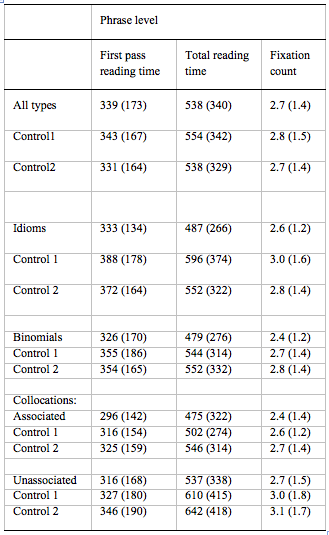 Phrase level
First pass reading time Total reading time Fixation count
All types 339 (173) 538 (340) 2.7 (1.4)
Control1 343 (167) 554 (342) 2.8 (1.5)
Control2 331 (164) 538 (329) 2.7 (1.4)
Idioms 333 (134) 487 (266) 2.6 (1.2)
Control 1 388 (178) 596 (374) 3.0 (1.6)
Control 2 372 (164) 552 (322) 2.8 (1.4)
Binomials 326 (170) 479 (276) 2.4 (1.2)
Control 1 355 (186) 544 (314) 2.7 (1.4)
Control 2 354 (165) 552 (332) 2.8 (1.4)
Collocations:
Associated 296 (142) 475 (322) 2.4 (1.4)
Control 1 316 (154) 502 (274) 2.6 (1.2)
Control 2 325 (159) 546 (314) 2.7 (1.4)
Unassociated 316 (168) 537 (338) 2.7 (1.5)
Control 1 327 (180) 610 (415) 3.0 (1.8)
Control 2 346 (190) 642 (418) 3.1 (1.7)